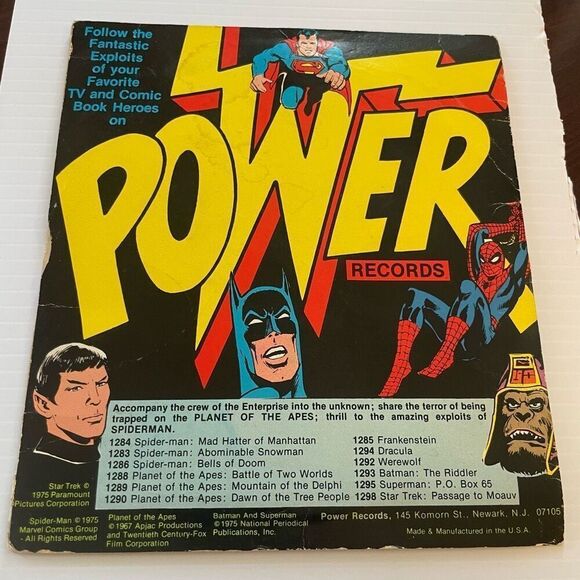 Follow the
Fantastic
Exploits
of your
Favorite
TV and Comic
Book Heroes
on
POWER
RECORDS
Accompany the crew of the Enterprise into the unknown; share the terror of being
trapped on the PLANET OF THE APES; thrill to the amazing exploits of
SPIDERMAN.
1284 Spider-man: Mad Hatter of Manhattan
1283 Spider-man: Abominable Snowman
1286 Spider-man: Bells of Doom
1288 Planet of the Apes: Battle of Two Worlds
1289 Planet of the Apes: Mountain of the Delphi
1290 Planet of the Apes: Dawn of the Tree People
1285 Frankenstein
1294 Dracula
1292 Werewolf
1293 Batman: The Riddler
1295 Superman: P.O. Box 65
1298 Star Trek: Passage to Moauv
Star Trek ©
1975 Paramount
Pictures Corporation
Spider-Man ©1975
Marvel Comics Group
- All Rights Reserved
Planet of the Apes
©1967 Apjac Productions
and Twentieth Century-Fox
Film Corporation
Batman And Superman
©1975 National Periodical
Publications, Inc.
Power Records, 145 Komorn St., Newark, N.J. 07105
Made & Manufactured in the U.S.A.